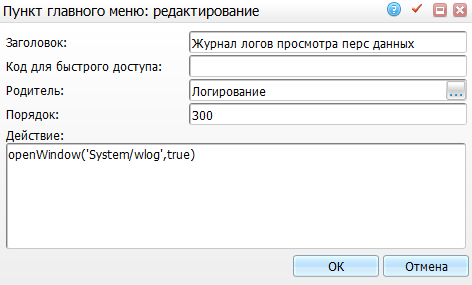 Пункт главного меню: редактирование
Заголовок: Журнал логов просмотра перс данных
Код для быстрого доступа:
Родитель: Логирование ...
Порядок: 300
Действие:
openWindow('System/wlog',true)
ОК Отмена